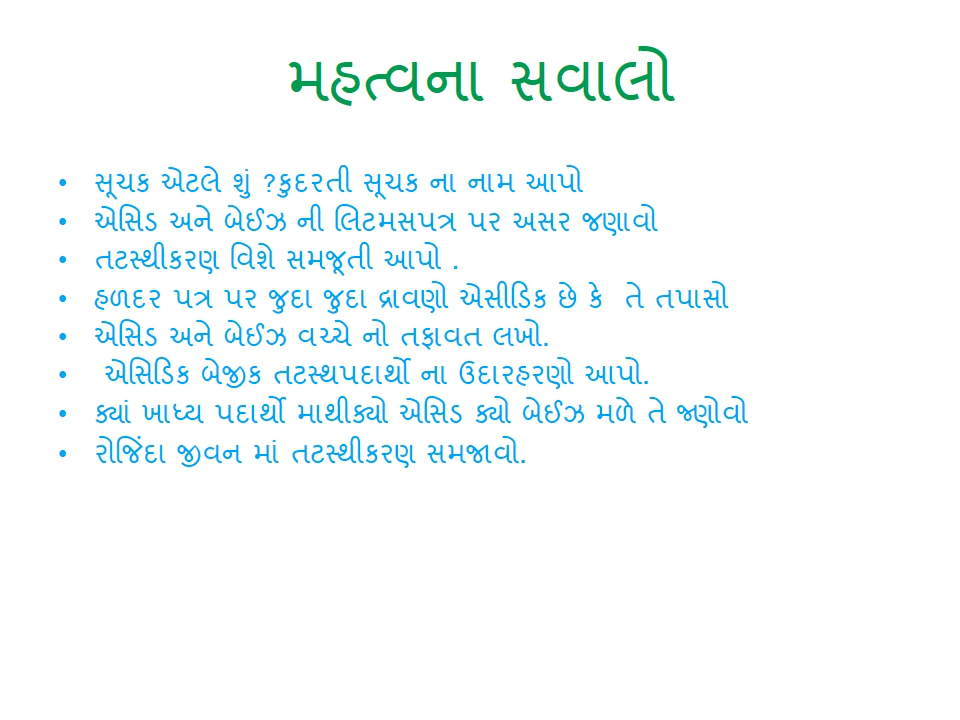 મહત્વના સવાલો
• સૂચક એટલે શું ?કુદરતી સૂચક ના નામ આપો
• એસિડ અને બેઈઝ ની લિટમસપત્ર પર અસર જણાવો
• તટસ્થીકરણ વિશે સમજૂતી આપો .
• હળદર પત્ર પર જુદા જુદા દ્રાવણો એસીડિક છે કે તે તપાસો
• એસિડ અને બેઈઝ વચ્ચે નો તફાવત લખો.
• એસિડિક બેજીક તટસ્થપદાર્થો ના ઉદારહરણો આપો.
• ક્યાં ખાધ્ય પદાર્થો માથીક્યો એસિડ ક્યો બેઈઝ મળે તે જણોવો
• રોજિંદા જીવન માં તટસ્થીકરણ સમજાવો.